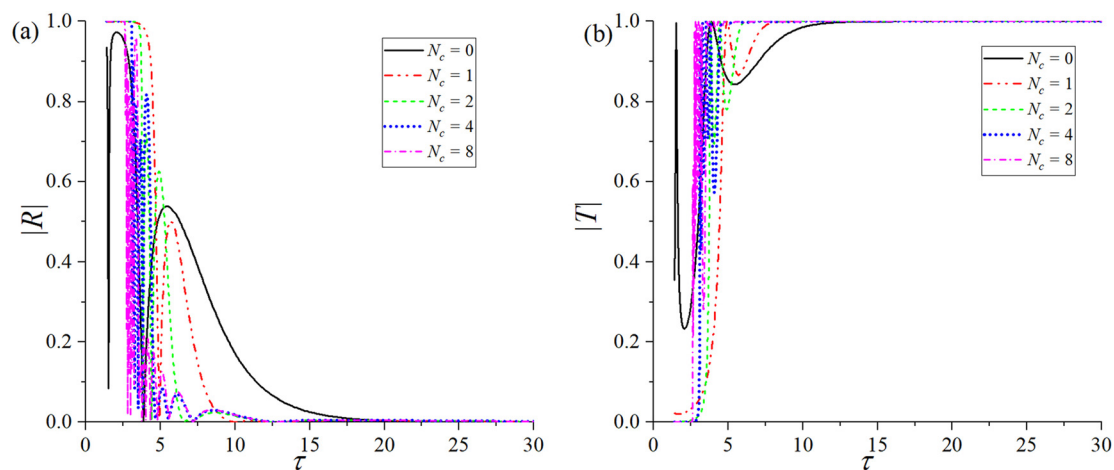 (a)
1.0
0.8
0.6
0.4
0.2
0.0
|R|
0 5 10 15 20 25 30
τ
N_c = 0
N_c = 1
N_c = 2
N_c = 4
N_c = 8
(b)
1.0
0.8
0.6
0.4
0.2
0.0
|T|
0 5 10 15 20 25 30
τ
N_c = 0
N_c = 1
N_c = 2
N_c = 4
N_c = 8